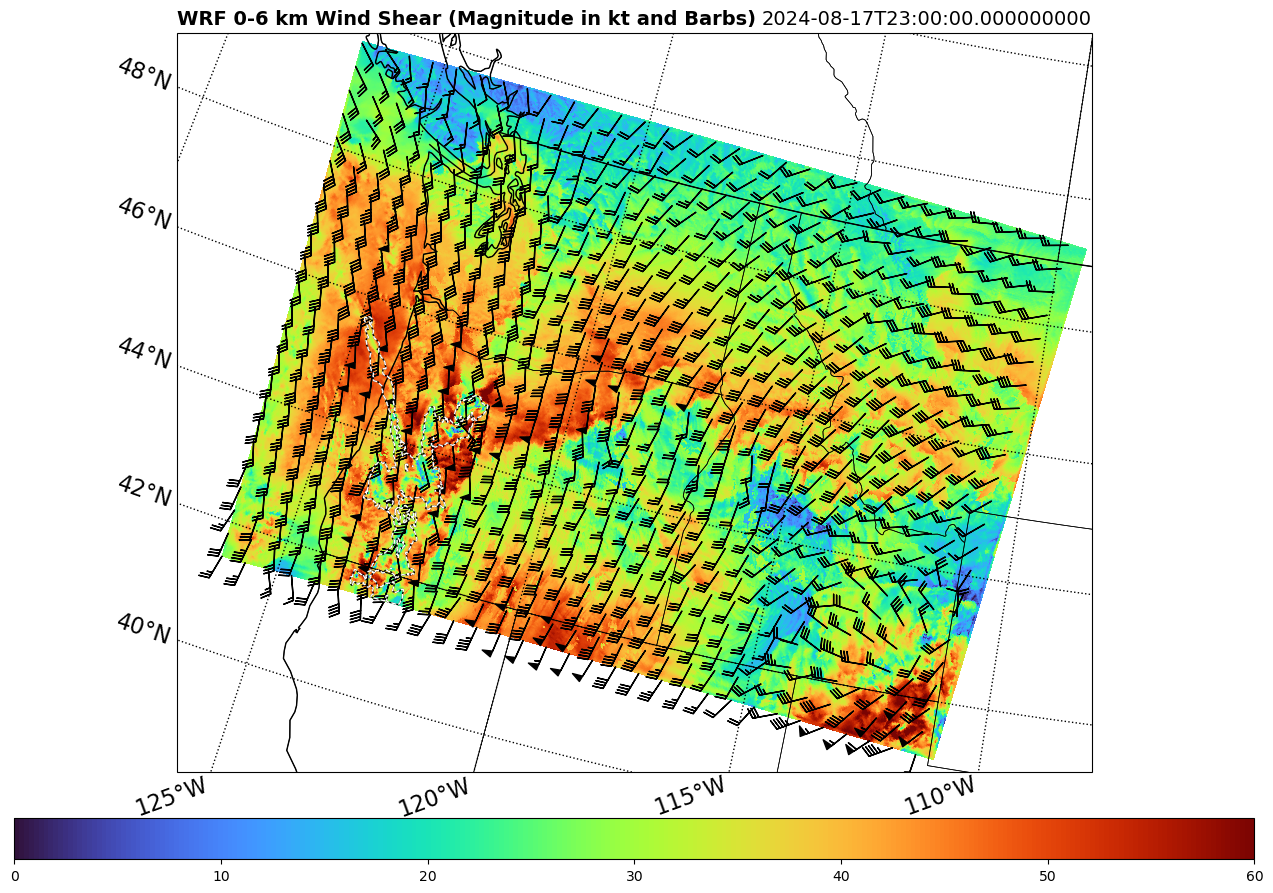 WRF 0-6 km Wind Shear (Magnitude in kt and Barbs) 2024-08-17T23:00:00.000000000
48°N
46°N
44°N
42°N
40°N
125°W 120°W 115°W 110°W
0 10 20 30 40 50 60